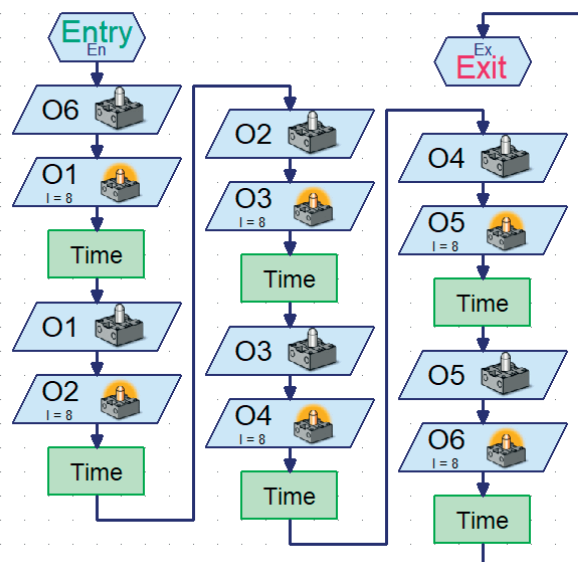 Entry
En
O6
O1
I = 8
Time
O1
O2
I = 8
Time
O2
O3
I = 8
Time
O3
O4
I = 8
Time
Ex
Exit
O4
O5
I = 8
Time
O5
O6
I = 8
Time